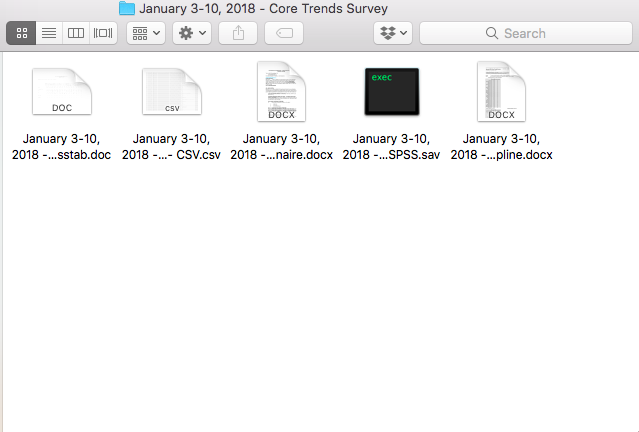 January 3-10, 2018 - Core Trends Survey
Search
DOC
CSV
DOCX
exec
DOCX
January 3-10,
2018 -...sstab.doc
January 3-10,
2018 -...- CSV.csv
January 3-10,
2018 -...naire.docx
January 3-10,
2018 -...SPSS.sav
January 3-10,
2018 -...pline.docx